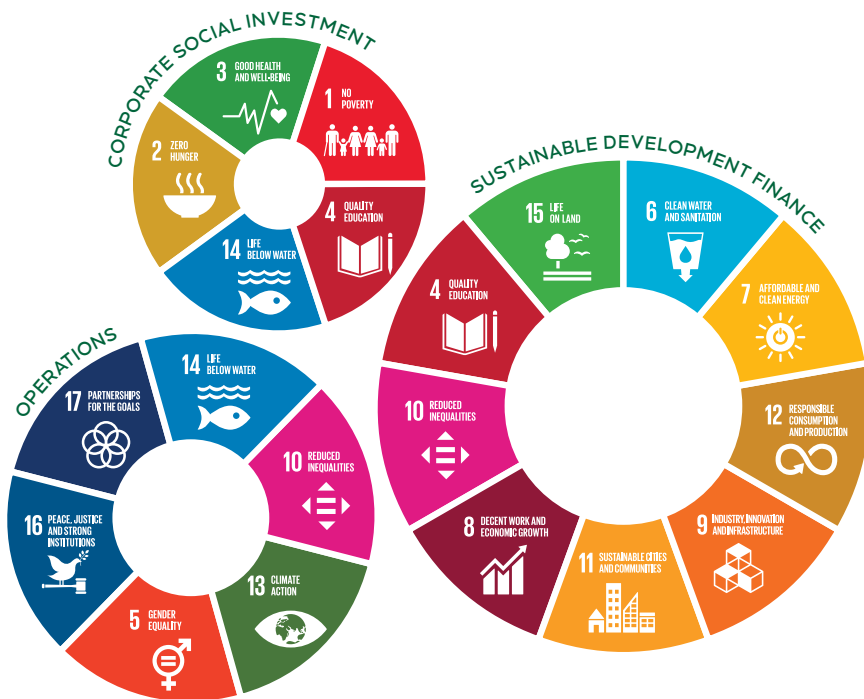 CORPORATE SOCIAL INVESTMENT
3 GOOD HEALTH
AND WELL-BEING
1 NO
POVERTY
2 ZERO
HUNGER
4 QUALITY
EDUCATION
14 LIFE
BELOW WATER
SUSTAINABLE DEVELOPMENT FINANCE
15 LIFE
ON LAND
6 CLEAN WATER
AND SANITATION
4 QUALITY
EDUCATION
7 AFFORDABLE AND
CLEAN ENERGY
10 REDUCED
INEQUALITIES
12 RESPONSIBLE
CONSUMPTION
AND PRODUCTION
8 DECENT WORK AND
ECONOMIC GROWTH
9 INDUSTRY, INNOVATION
AND INFRASTRUCTURE
11 SUSTAINABLE CITIES
AND COMMUNITIES
OPERATIONS
14 LIFE
BELOW WATER
17 PARTNERSHIPS
FOR THE GOALS
10 REDUCED
INEQUALITIES
16 PEACE, JUSTICE
AND STRONG
INSTITUTIONS
13 CLIMATE
ACTION
5 GENDER
EQUALITY